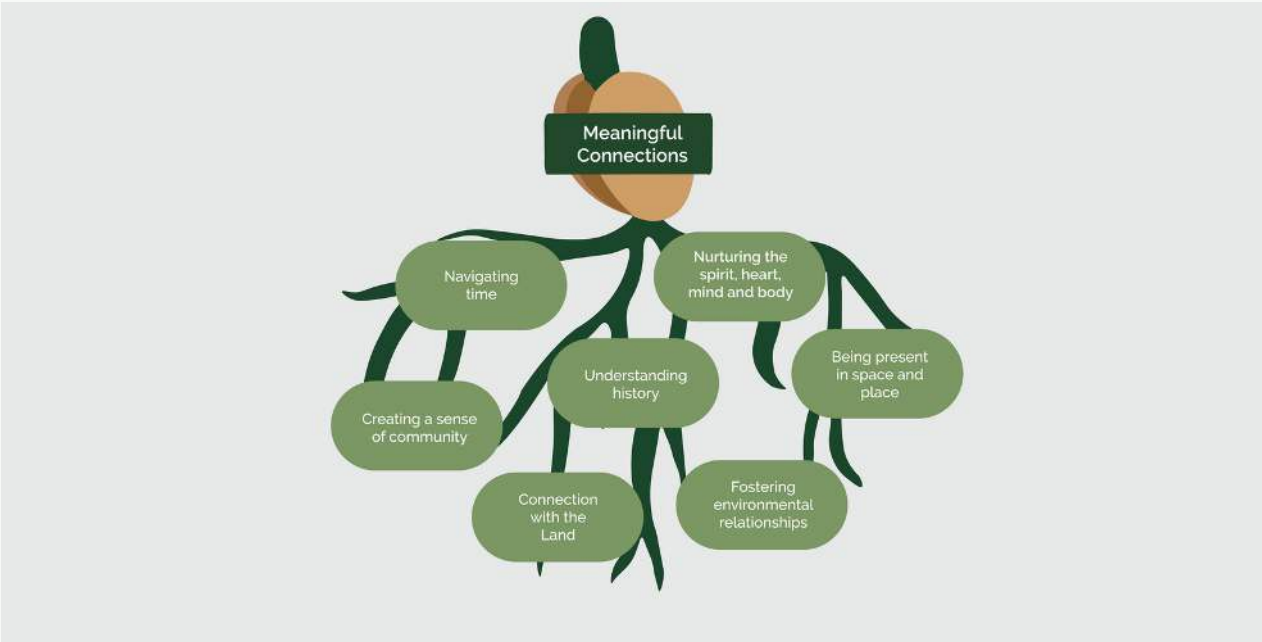 Meaningful
Connections
Navigating
time
Nurturing the
spirit, heart,
mind and body
Understanding
history
Being present
in space and
place
Creating a sense
of community
Connection
with the
Land
Fostering
environmental
relationships